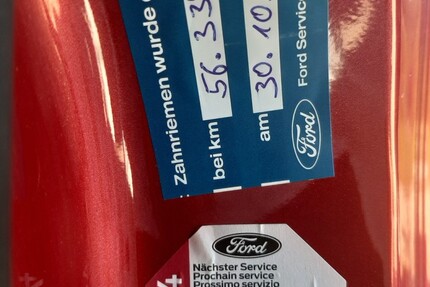 Zahnriemen wurde
bei km 56.33
am 30.10.
Ford Service
Ford
Ford
Nächster Service
Prochain service
Prossimo servizio